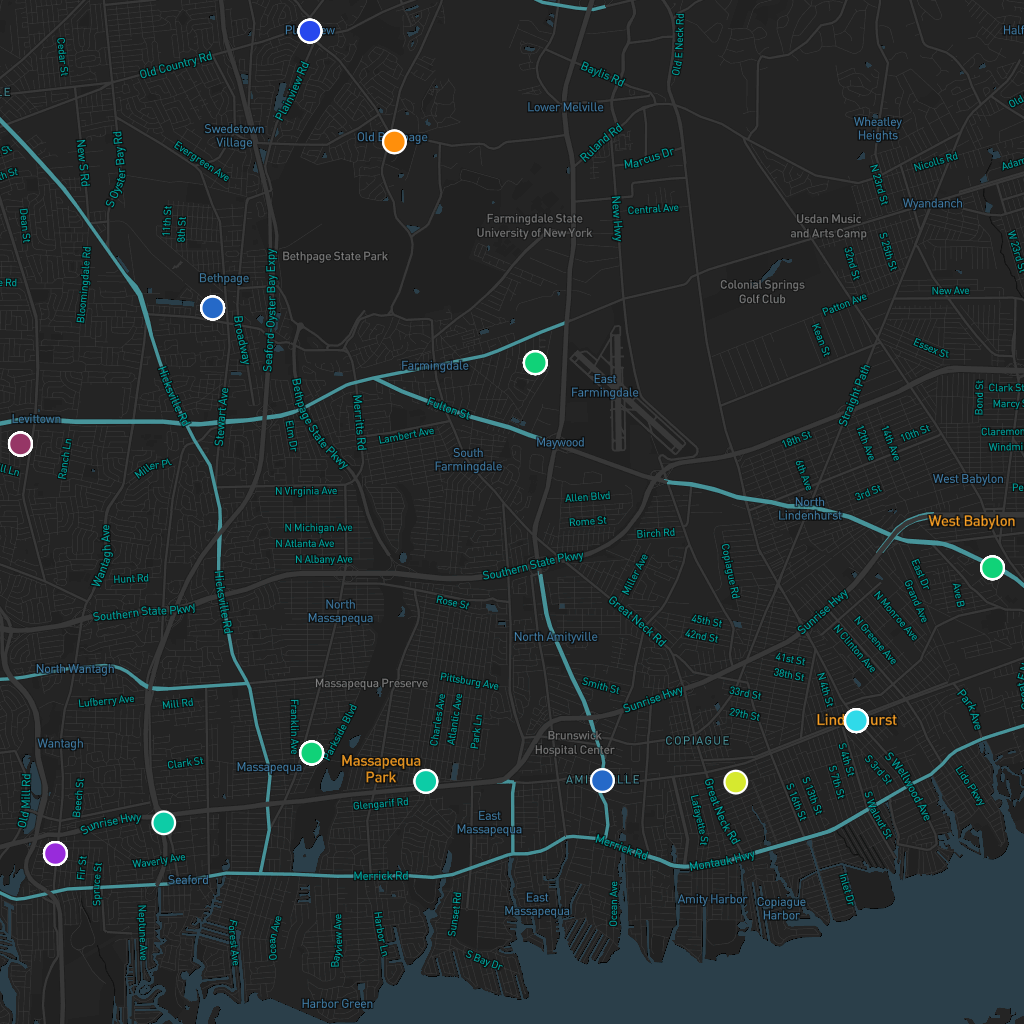 Cedar St
Old Country Rd
Plainview Rd
Baylis Rd
Old E Neck Rd
Lower Melville
Swedetown
Village
Wheatley
Heights
Ruland Rd
Marcus Dr
Evergreen Ave
New S Rd
S Oyster Bay Rd
Nicolls Rd
N 23rd St
Wyandanch
Dean St
11th St
8th St
Farmingdale State
University of New York
New Hwy
Central Ave
Usdan Music
and Arts Camp
S 25th St
32nd St
W 23rd St
Bethpage State Park
Bethpage
Bloomingdale Rd
Seaford-Oyster Bay Expy
Broadway
Colonial Springs
Golf Club
New Ave
Patton Ave
Kean St
Essex St
Farmingdale
East
Farmingdale
Hicksville Rd
Stewart Ave
Bethpage State Pkwy
Elm Dr
Merritts Rd
Fulton St
Lambert Ave
Levittown
Ranch Ln
Miller Pl
Maywood
South
Farmingdale
Straight Path
Bond St
Clark St
18th St
12th Ave
14th Ave
10th St
6th Ave
3rd St
West Babylon
N Virginia Ave
Allen Blvd
Rome St
North
Lindenhurst
West Babylon
N Michigan Ave
N Atlanta Ave
N Albany Ave
Birch Rd
Wantagh Ave
Hunt Rd
Southern State Pkwy
Southern State Pkwy
Hicksville Rd
Miller Ave
Copiague Rd
East Dr
Grand Ave
Ave B
North
Massapequa
Rose St
Great Neck Rd
45th St
42nd St
Sunrise Hwy
N Monroe Ave
N Greene Ave
N Clinton Ave
North Amityville
41st St
38th St
N 4th St
North Wantagh
Massapequa Preserve
Pittsburg Ave
Smith St
Sunrise Hwy
33rd St
29th St
Lufberry Ave
Mill Rd
Franklin Ave
Parkside Blvd
Charles Ave
Atlantic Ave
Park Ln
Park Ave
Wantagh
Clark St
Massapequa
Massapequa
Park
Brunswick
Hospital Center
COPIAGUE
S 4th St
S 3rd St
S 7th St
S Wellwood Ave
Lido Pkwy
Old Mill Rd
Beech St
Sunrise Hwy
Glengarif Rd
East
Massapequa
Lafayette St
Great Neck Rd
S 16th St
S 13th St
S Walnut St
Fir St
Spruce St
Waverly Ave
Seaford
Merrick Rd
Merrick Rd
Montauk Hwy
Inlet Dr
Neptune Ave
Forest Ave
Ocean Ave
Bayview Ave
Harbor Ln
Sunset Rd
S Bay Dr
East
Massapequa
Ocean Ave
Amity Harbor
Copiague
Harbor
Harbor Green